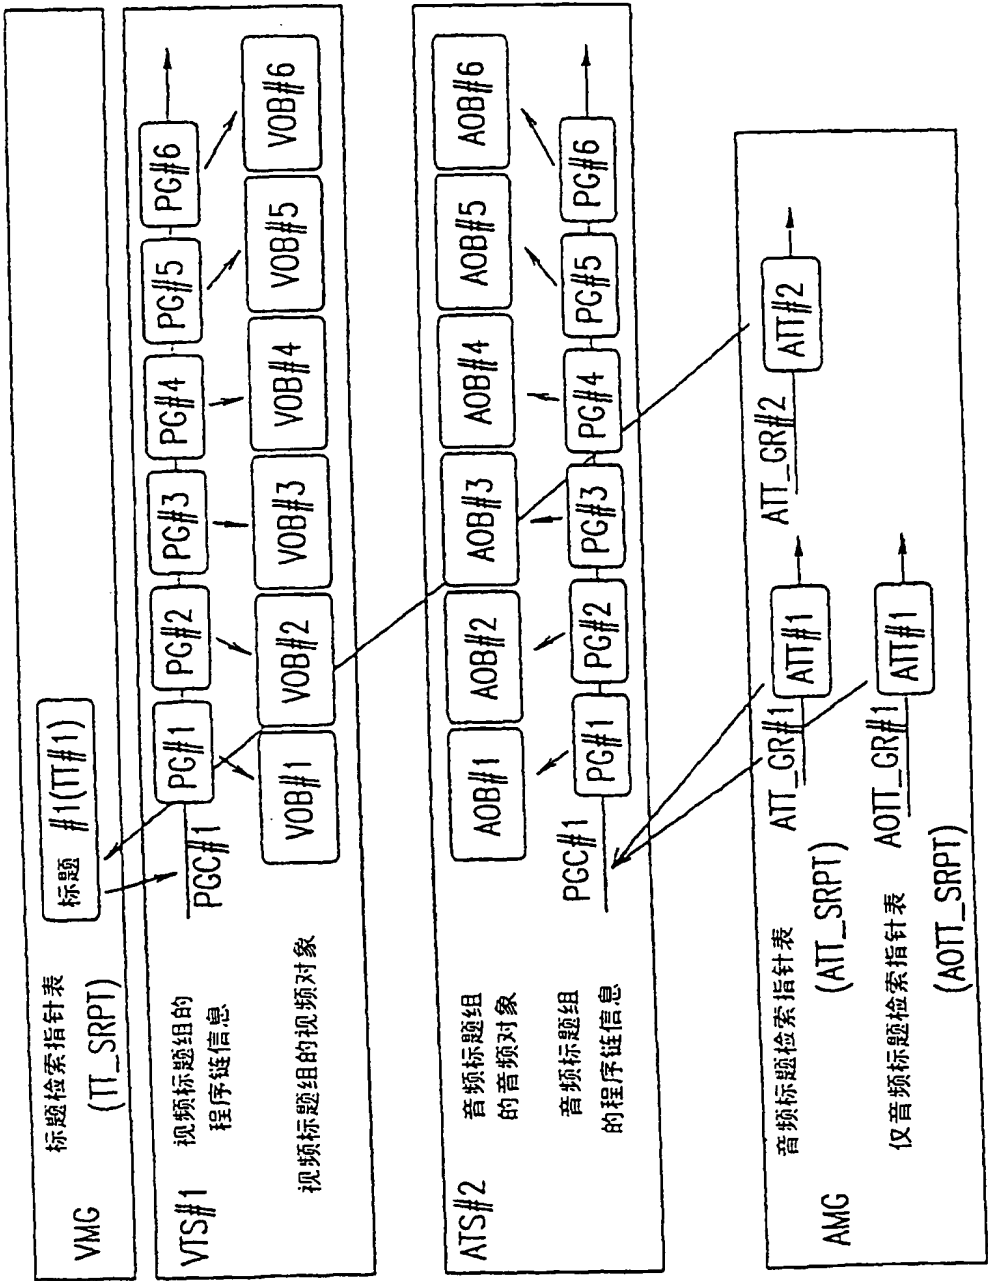 VMG
标题检索指针表
(TT_SRPT)
标题 #1(TT#1)
VTS#1
视频标题组的
程序链信息
PGC#1
PG#1
PG#2
PG#3
PG#4
PG#5
PG#6
视频标题组的视频对象
VOB#1
VOB#2
VOB#3
VOB#4
VOB#5
VOB#6
ATS#2
音频标题组
的音频对象
AOB#1
AOB#2
AOB#3
AOB#4
AOB#5
AOB#6
音频标题组
的程序链信息
PGC#1
PG#1
PG#2
PG#3
PG#4
PG#5
PG#6
AMG
音频标题检索指针表
(ATT_SRPT)
ATT_GR#1
ATT#1
ATT_GR#2
ATT#2
仅音频标题检索指针表
(AOTT_SRPT)
AOTT_GR#1
ATT#1